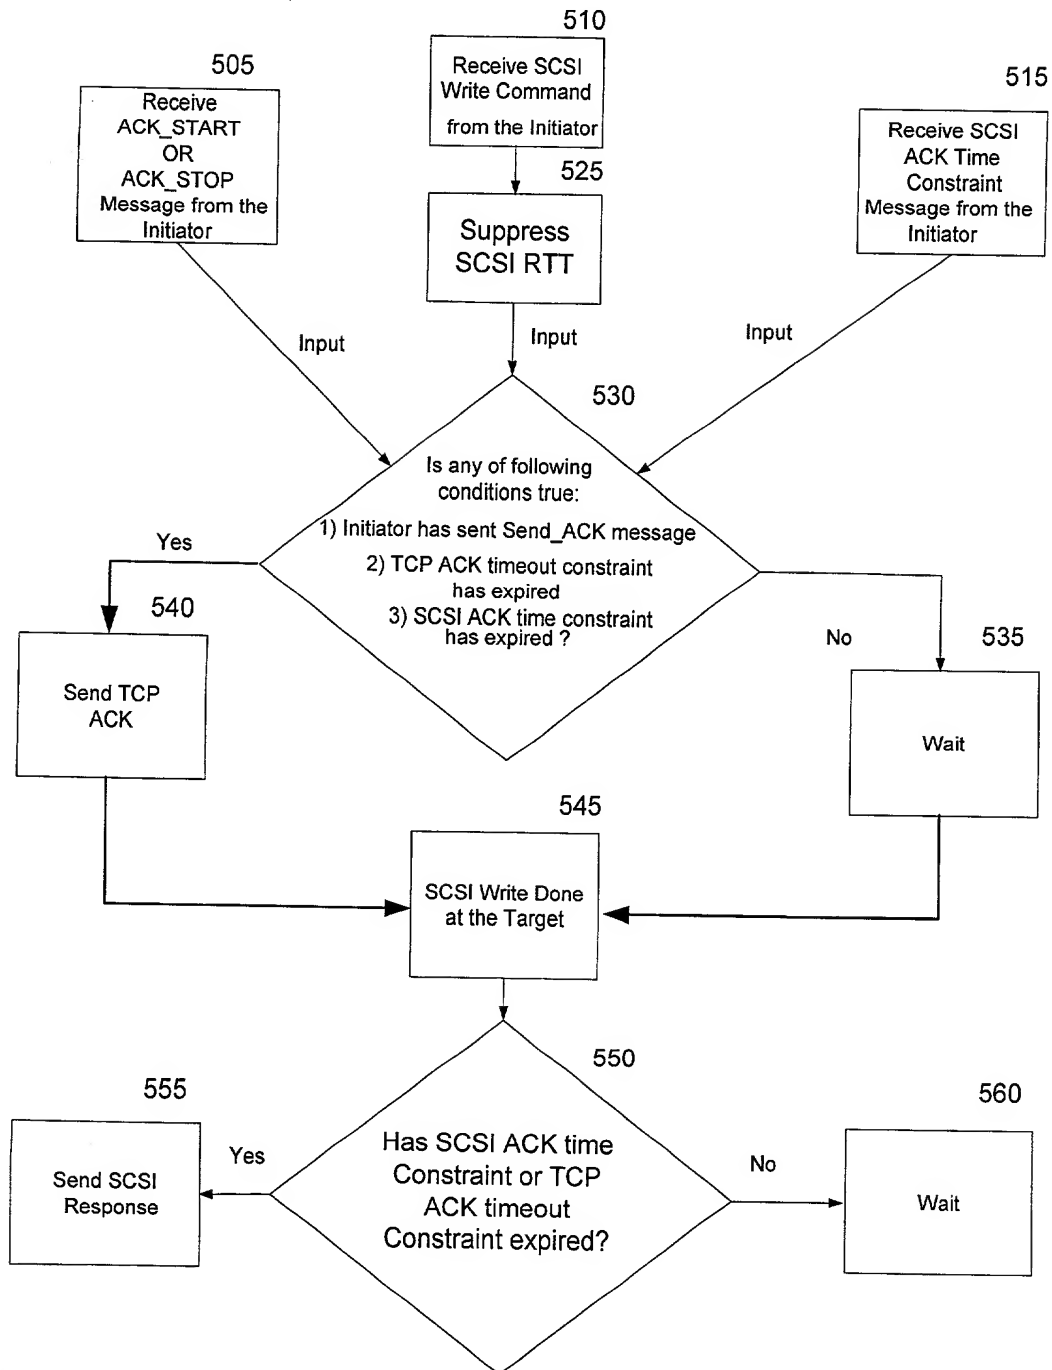 510
Receive SCSI
Write Command
from the Initiator
505
Receive
ACK_START
OR
ACK_STOP
Message from the
Initiator
515
Receive SCSI
ACK Time
Constraint
Message from the
Initiator
525
Suppress
SCSI RTT
Input
Input
Input
530
Is any of following
conditions true:
1) Initiator has sent Send_ACK message
2) TCP ACK timeout constraint
has expired
3) SCSI ACK time constraint
has expired ?
Yes
540
Send TCP
ACK
No
535
Wait
545
SCSI Write Done
at the Target
550
Has SCSI ACK time
Constraint or TCP
ACK timeout
Constraint expired?
Yes
555
Send SCSI
Response
No
560
Wait